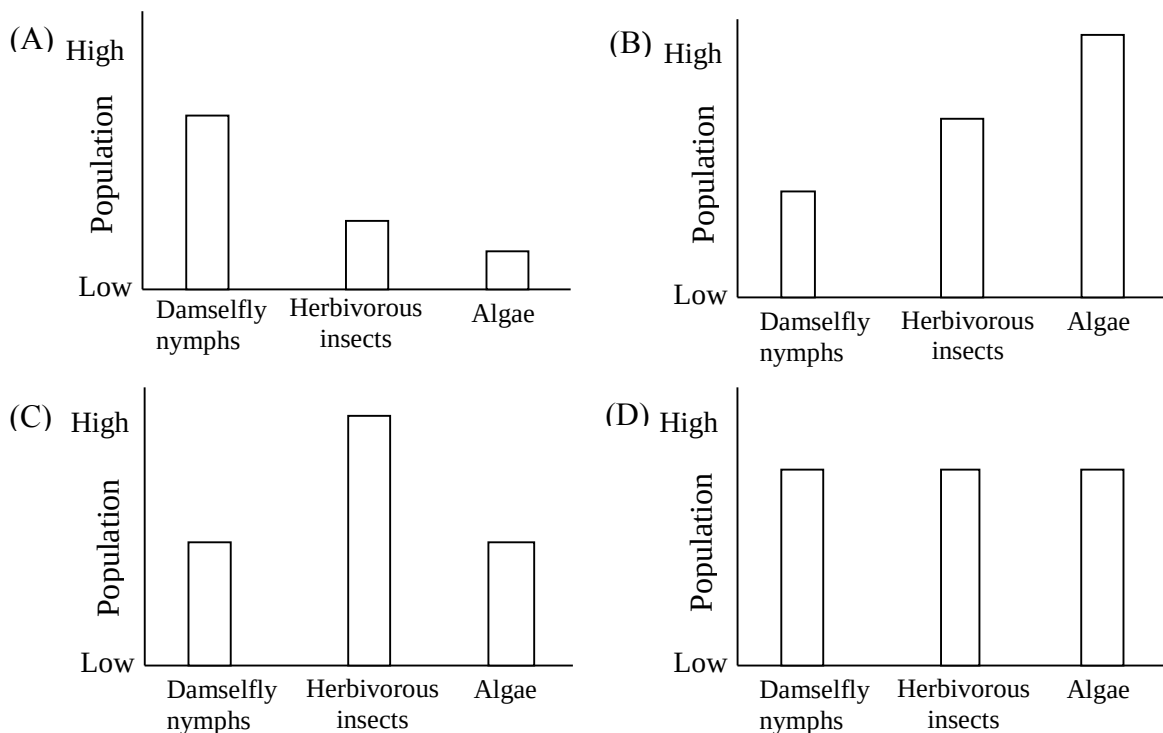 (A)
High
Population
Low
Damselfly
nymphs
Herbivorous
insects
Algae
(B)
High
Population
Low
Damselfly
nymphs
Herbivorous
insects
Algae
(C)
High
Population
Low
Damselfly
nymphs
Herbivorous
insects
Algae
(D)
High
Population
Low
Damselfly
nymphs
Herbivorous
insects
Algae